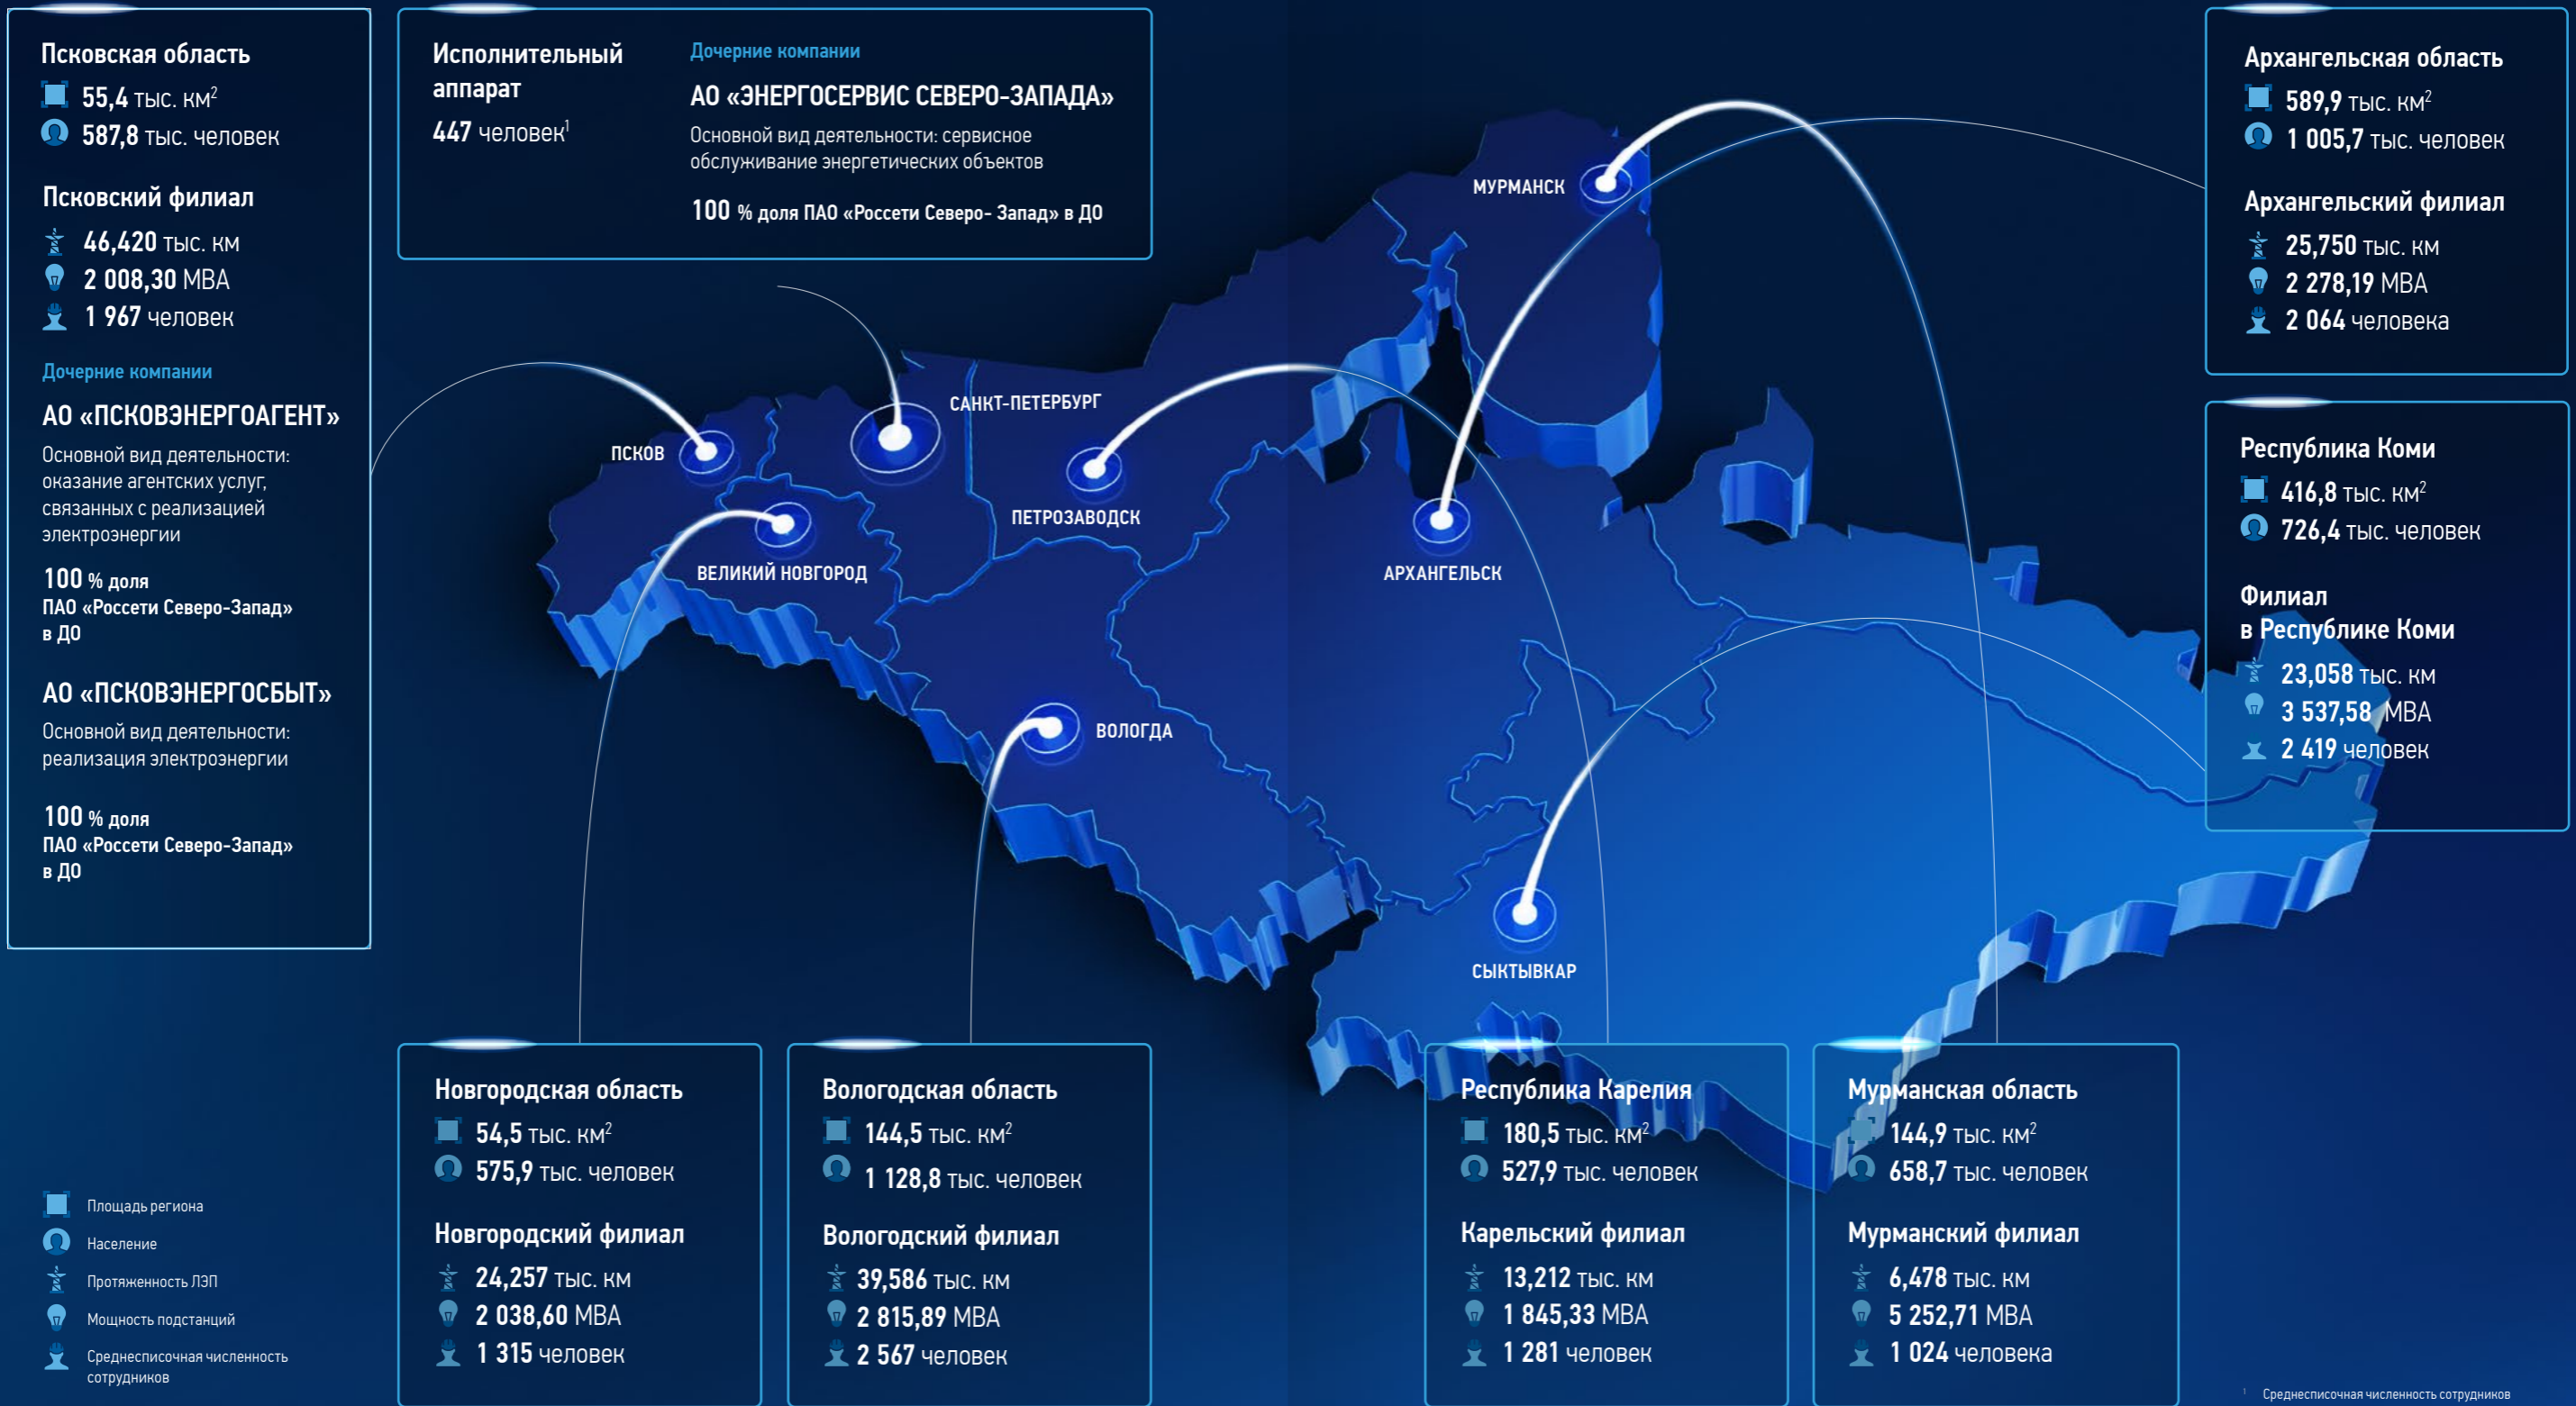 Псковская область
55,4 тыс. км²
587,8 тыс. человек
Псковский филиал
46,420 тыс. км
2 008,30 МВА
1 967 человек
Дочерние компании
АО «ПСКОВЭНЕРГОАГЕНТ»
Основной вид деятельности:
оказание агентских услуг,
связанных с реализацией
электроэнергии
100 % доля
ПАО «Россети Северо-Запад»
в ДО
АО «ПСКОВЭНЕРГОСБЫТ»
Основной вид деятельности:
реализация электроэнергии
100 % доля
ПАО «Россети Северо-Запад»
в ДО
Исполнительный
аппарат
447 человек¹
Дочерние компании
АО «ЭНЕРГОСЕРВИС СЕВЕРО-ЗАПАДА»
Основной вид деятельности: сервисное
обслуживание энергетических объектов
100 % доля ПАО «Россети Северо- Запад» в ДО
Архангельская область
589,9 тыс. км²
1 005,7 тыс. человек
Архангельский филиал
25,750 тыс. км
2 278,19 МВА
2 064 человека
Республика Коми
416,8 тыс. км²
726,4 тыс. человек
Филиал
в Республике Коми
23,058 тыс. км
3 537,58 МВА
2 419 человек
МУРМАНСК
САНКТ-ПЕТЕРБУРГ
ПСКОВ
ПЕТРОЗАВОДСК
ВЕЛИКИЙ НОВГОРОД
АРХАНГЕЛЬСК
ВОЛОГДА
СЫКТЫВКАР
Новгородская область
54,5 тыс. км²
575,9 тыс. человек
Новгородский филиал
24,257 тыс. км
2 038,60 МВА
1 315 человек
Вологодская область
144,5 тыс. км²
1 128,8 тыс. человек
Вологодский филиал
39,586 тыс. км
2 815,89 МВА
2 567 человек
Республика Карелия
180,5 тыс. км²
527,9 тыс. человек
Карельский филиал
13,212 тыс. км
1 845,33 МВА
1 281 человек
Мурманская область
144,9 тыс. км²
658,7 тыс. человек
Мурманский филиал
6,478 тыс. км
5 252,71 МВА
1 024 человека
Площадь региона
Население
Протяженность ЛЭП
Мощность подстанций
Среднесписочная численность
сотрудников
¹ Среднесписочная численность сотрудников